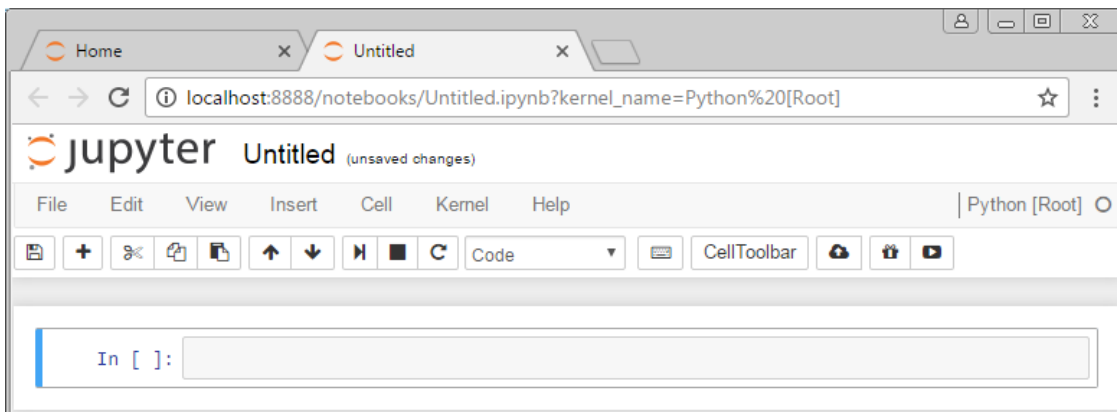 Home Untitled
localhost:8888/notebooks/Untitled.ipynb?kernel_name=Python%20[Root]
jupyter Untitled (unsaved changes)
File Edit View Insert Cell Kernel Help Python [Root]
Code CellToolbar
In [ ]: